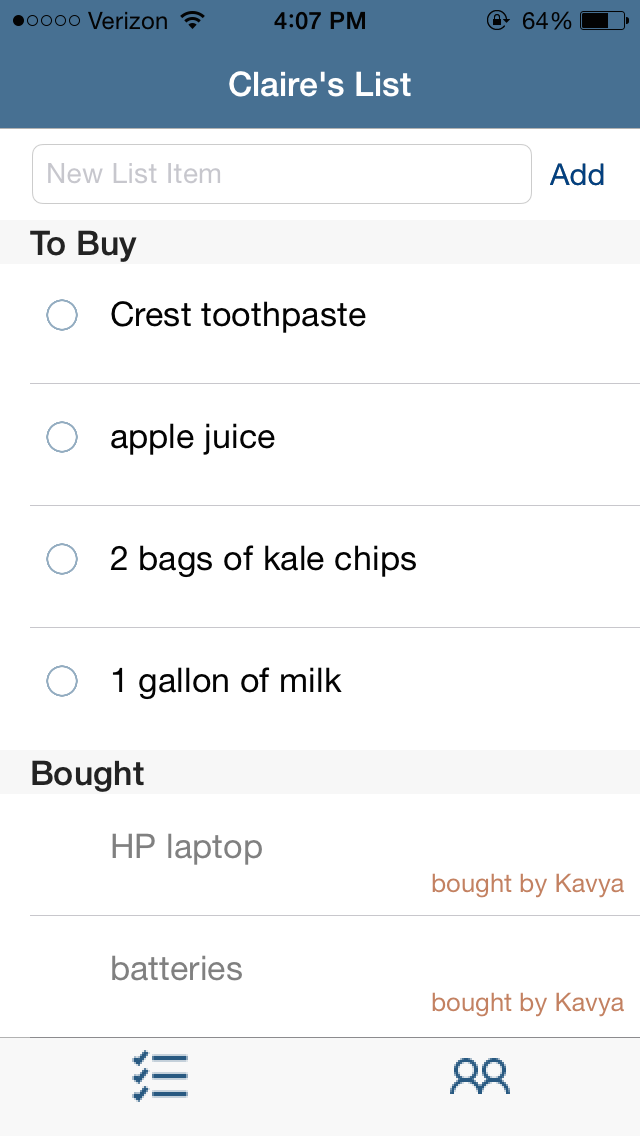 Verizon 4:07 PM 64%
Claire's List
New List Item Add
To Buy
Crest toothpaste
apple juice
2 bags of kale chips
1 gallon of milk
Bought
HP laptop
bought by Kavya
batteries
bought by Kavya